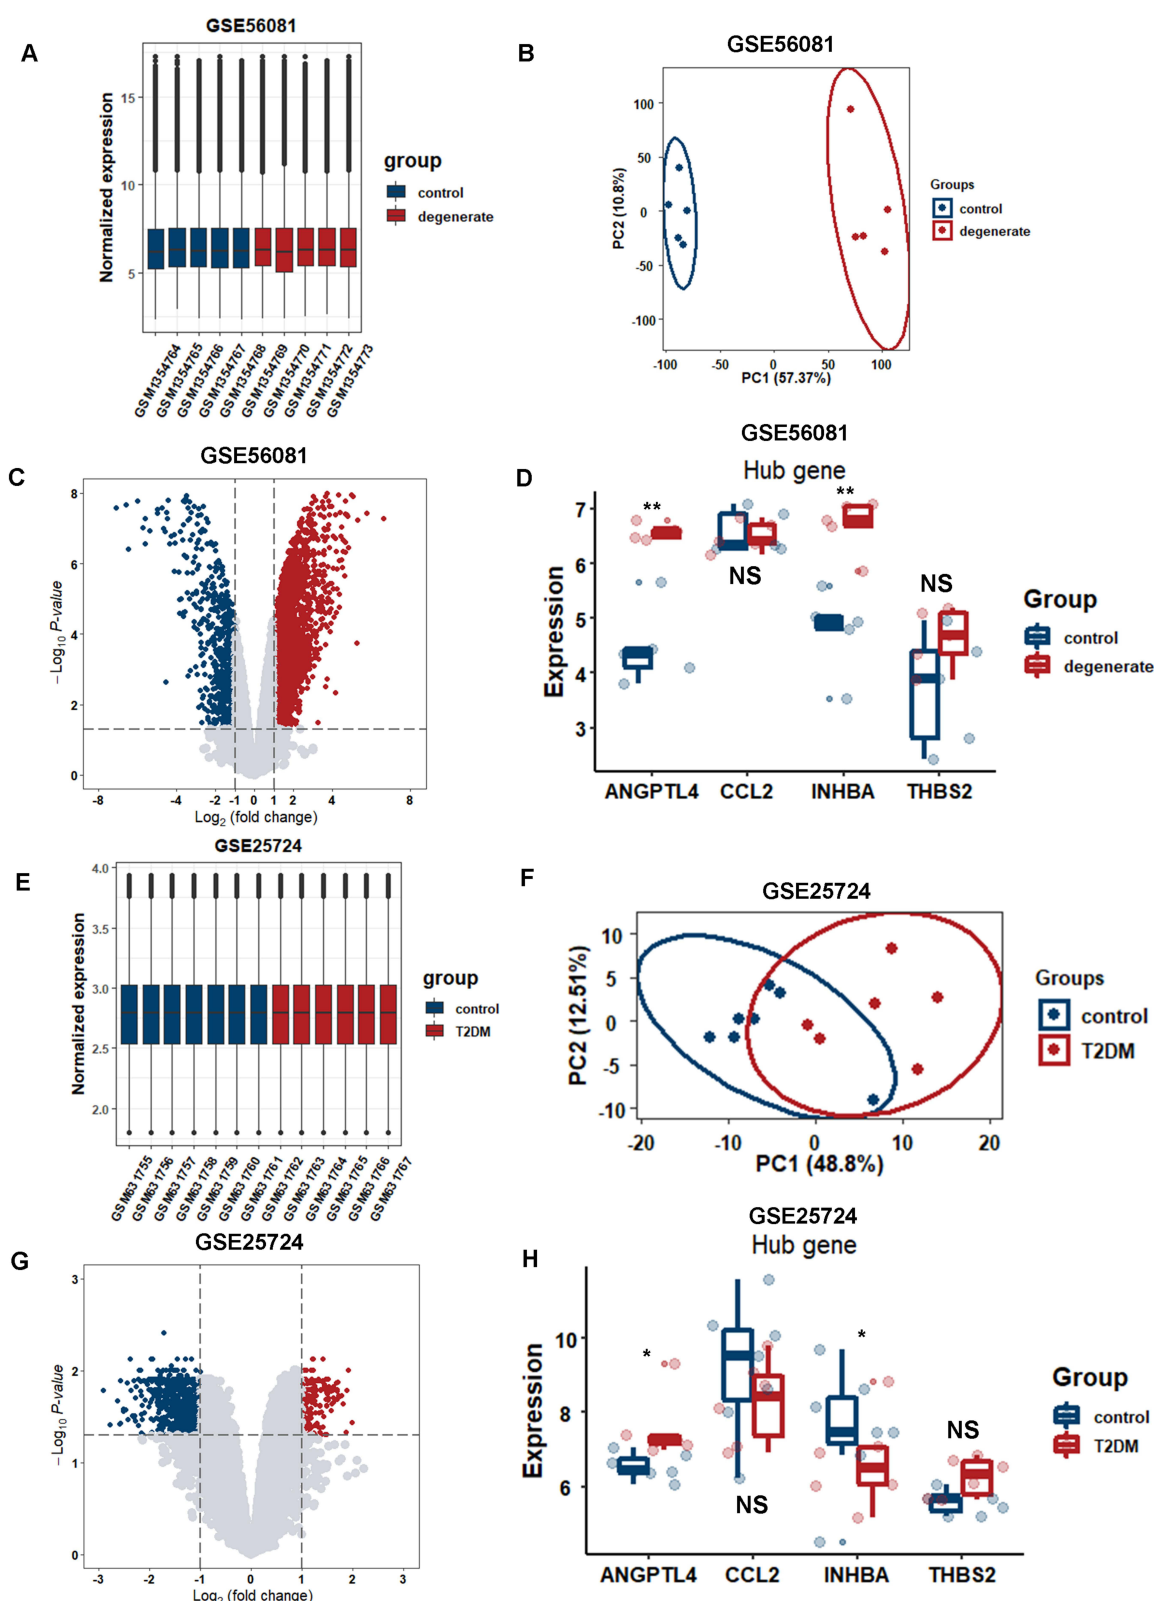 A
GSE56081
Normalized expression
15
10
5
GSM1354764
GSM1354765
GSM1354766
GSM1354767
GSM1354768
GSM1354769
GSM1354770
GSM1354771
GSM1354772
GSM1354773
group
control
degenerate
B
GSE56081
PC2 (10.8%)
100
50
0
-50
-100
-100
-50
0
50
100
PC1 (57.37%)
Groups
control
degenerate
C
GSE56081
−Log10 P-value
8
6
4
2
0
-8
-4
-2
-1
0
1
2
4
8
Log2 (fold change)
D
GSE56081
Hub gene
Expression
7
6
5
4
3
**
NS
**
NS
ANGPTL4
CCL2
INHBA
THBS2
Group
control
degenerate
E
GSE25724
Normalized expression
4.0
3.5
3.0
2.5
2.0
GSM631755
GSM631756
GSM631757
GSM631758
GSM631759
GSM631760
GSM631761
GSM631762
GSM631763
GSM631764
GSM631765
GSM631766
GSM631767
group
control
T2DM
F
GSE25724
PC2 (12.51%)
10
5
0
-5
-10
-20
-10
0
10
20
PC1 (48.8%)
Groups
control
T2DM
G
GSE25724
−Log10 P-value
3
2
1
0
-3
-2
-1
0
1
2
3
Log2 (fold change)
H
GSE25724
Hub gene
Expression
10
8
6
*
NS
*
NS
ANGPTL4
CCL2
INHBA
THBS2
Group
control
T2DM